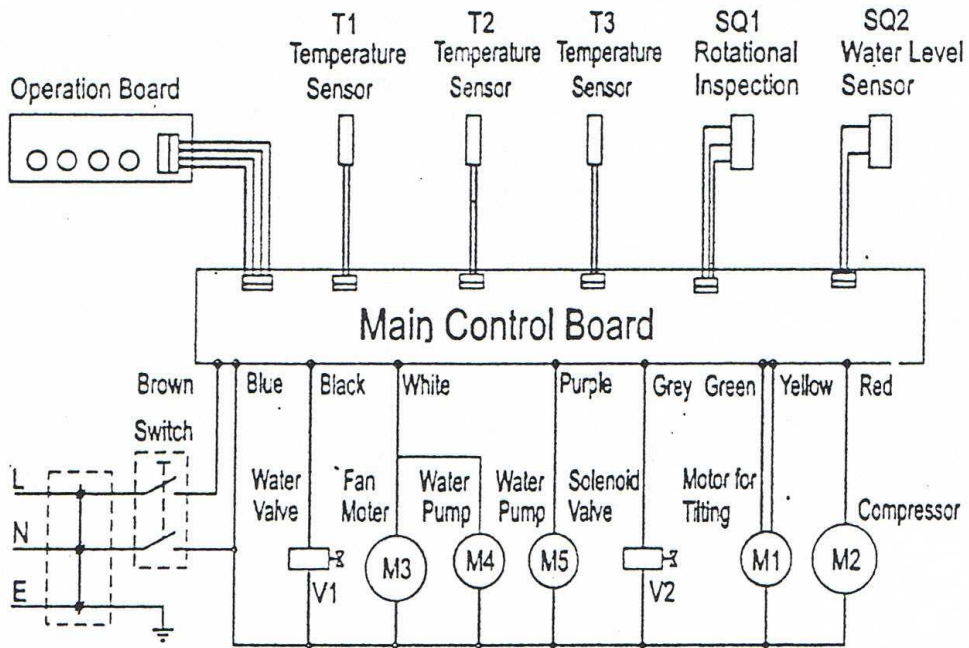 T1
Temperature
Sensor
T2
Temperature
Sensor
T3
Temperature
Sensor
SQ1
Rotational
Inspection
SQ2
Water Level
Sensor
Operation Board
Main Control Board
Brown
Blue
Black
White
Purple
Grey
Green
Yellow
Red
Switch
L
N
E
Water
Valve
V1
Fan
Moter
M3
Water
Pump
M4
Water
Pump
M5
Solenoid
Valve
V2
Motor for
Tilting
M1
Compressor
M2